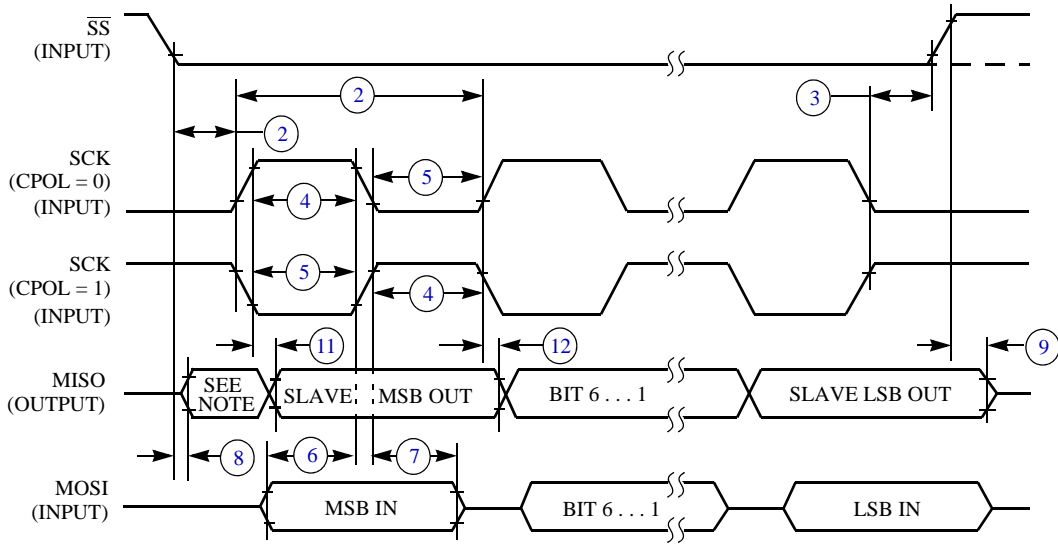 SS
(INPUT)
2
3
2
SCK
(CPOL = 0)
(INPUT)
5
4
SCK
(CPOL = 1)
(INPUT)
5
4
11
12
9
MISO
(OUTPUT)
SEE
NOTE
SLAVE
MSB OUT
BIT 6 . . . 1
SLAVE LSB OUT
8
6
7
MOSI
(INPUT)
MSB IN
BIT 6 . . . 1
LSB IN